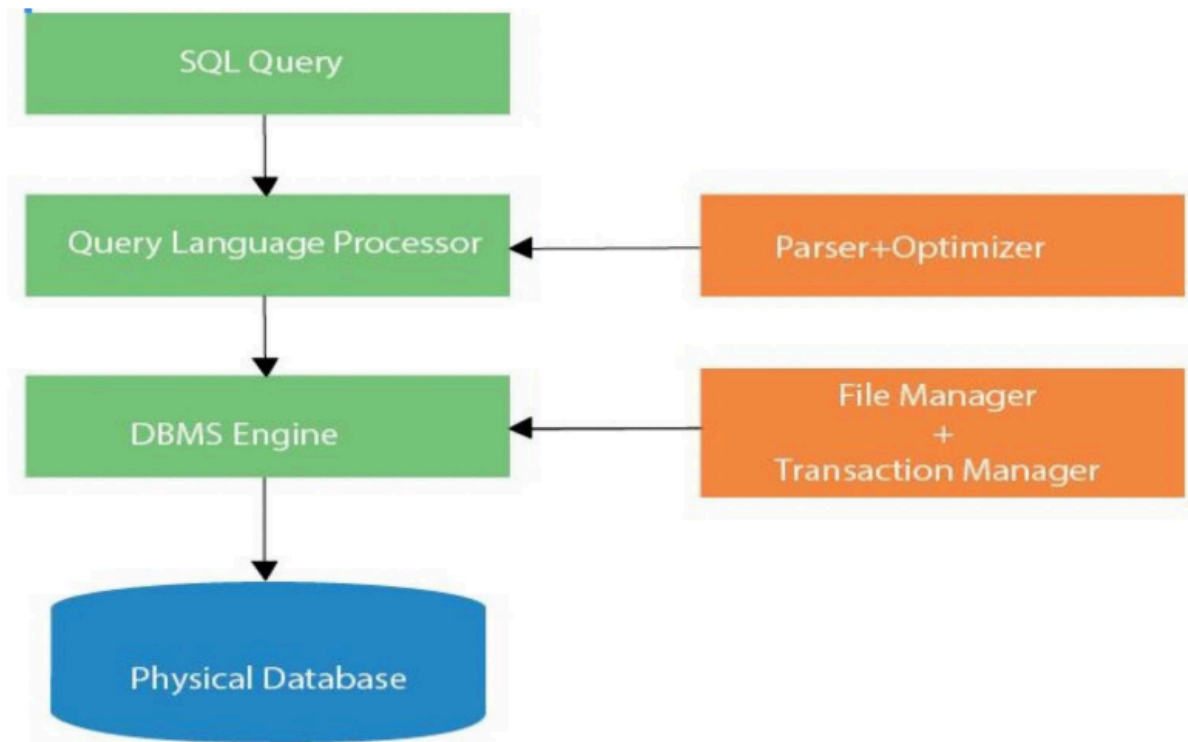 SQL Query
Query Language Processor
Parser+Optimizer
DBMS Engine
File Manager
+
Transaction Manager
Physical Database